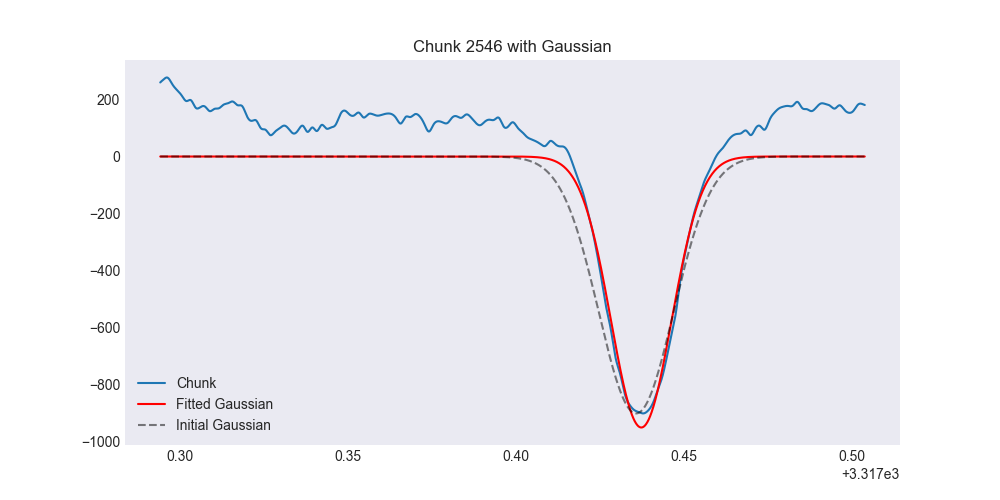 Chunk 2546 with Gaussian
200
0
−200
−400
−600
−800
−1000
Chunk
Fitted Gaussian
Initial Gaussian
0.30 0.35 0.40 0.45 0.50
+3.317e3